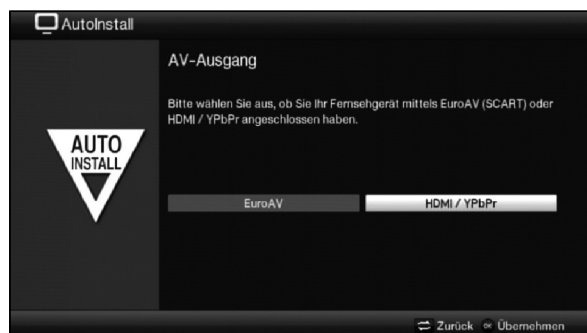 AutoInstall
AV-Ausgang
Bitte wählen Sie aus, ob Sie Ihr Fernsehgerät mittels EuroAV (SCART) oder
HDMI / YPbPr angeschlossen haben.
AUTO
INSTALL
EuroAV
HDMI / YPbPr
Zurück OK Übernehmen